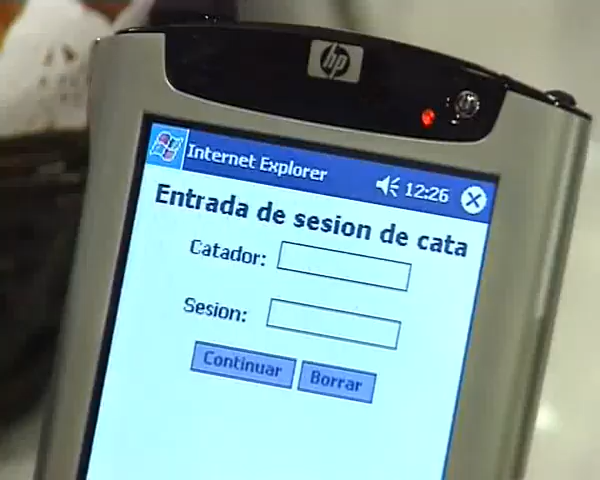 hp
Internet Explorer 12:26
Entrada de sesion de cata
Catador:
Sesion:
Continuar Borrar